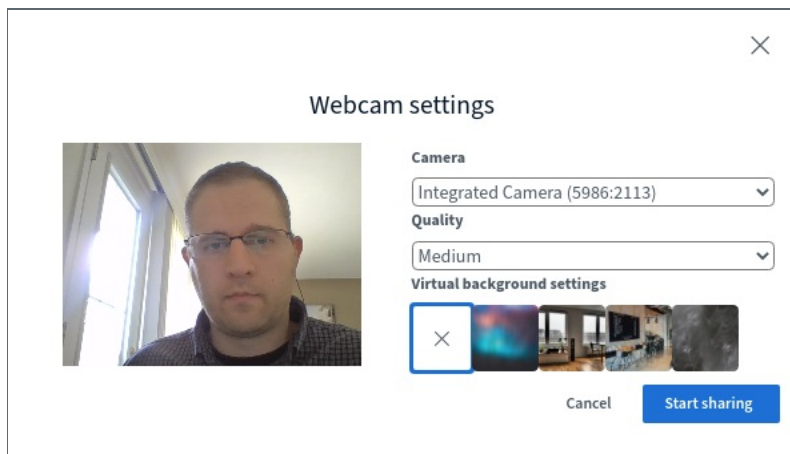 Webcam settings
Camera
Integrated Camera (5986:2113)
Quality
Medium
Virtual background settings
Cancel
Start sharing